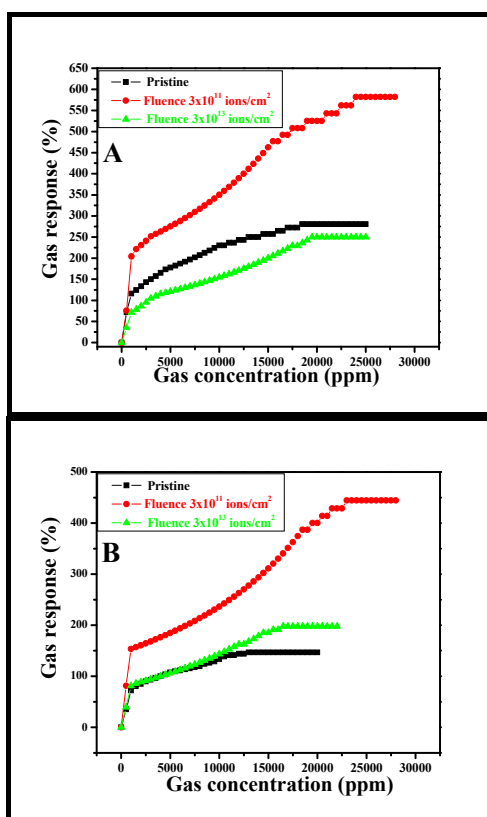 Pristine
Fluence 3x10¹¹ ions/cm²
Fluence 3x10¹³ ions/cm²
A
Gas response (%)
650
600
550
500
450
400
350
300
250
200
150
100
50
0
0 5000 10000 15000 20000 25000 30000
Gas concentration (ppm)
Pristine
Fluence 3x10¹¹ ions/cm²
Fluence 3x10¹³ ions/cm²
B
Gas response (%)
500
400
300
200
100
0
0 5000 10000 15000 20000 25000 30000
Gas concentration (ppm)